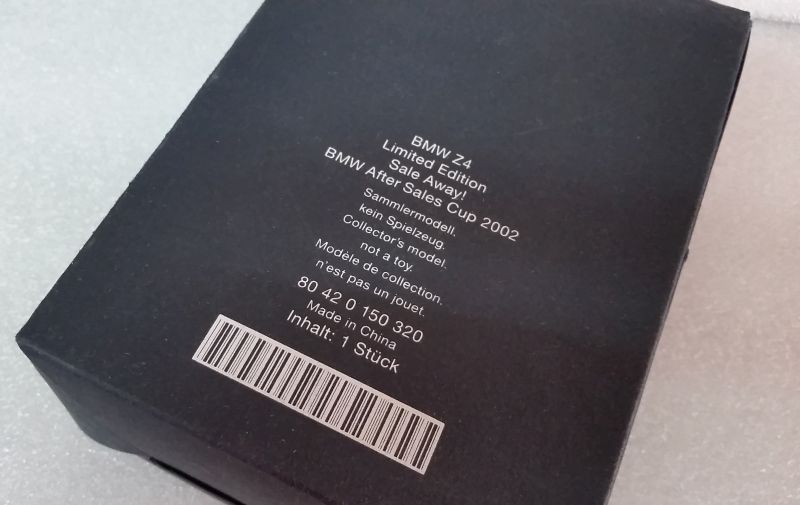 BMW Z4
Limited Edition
Sale Away!
BMW After Sales Cup 2002
Sammlermodell.
kein Spielzeug.
Collector's model.
not a toy.
Modèle de collection.
n'est pas un jouet.
80 42 0 150 320
Made in China
Inhalt: 1 Stück